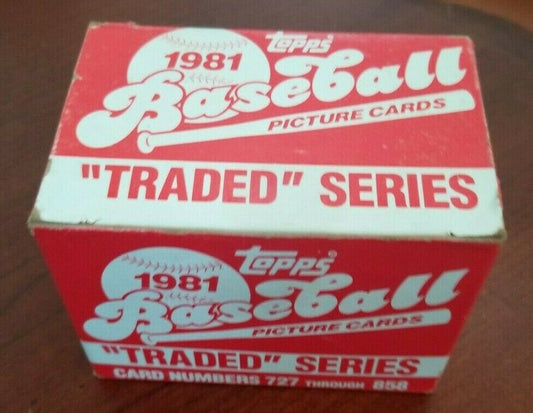 Topps
1981
Baseball
PICTURE CARDS
"TRADED" SERIES
Topps
1981
Baseball
PICTURE CARDS
"TRADED" SERIES
CARD NUMBERS 727 THROUGH 858